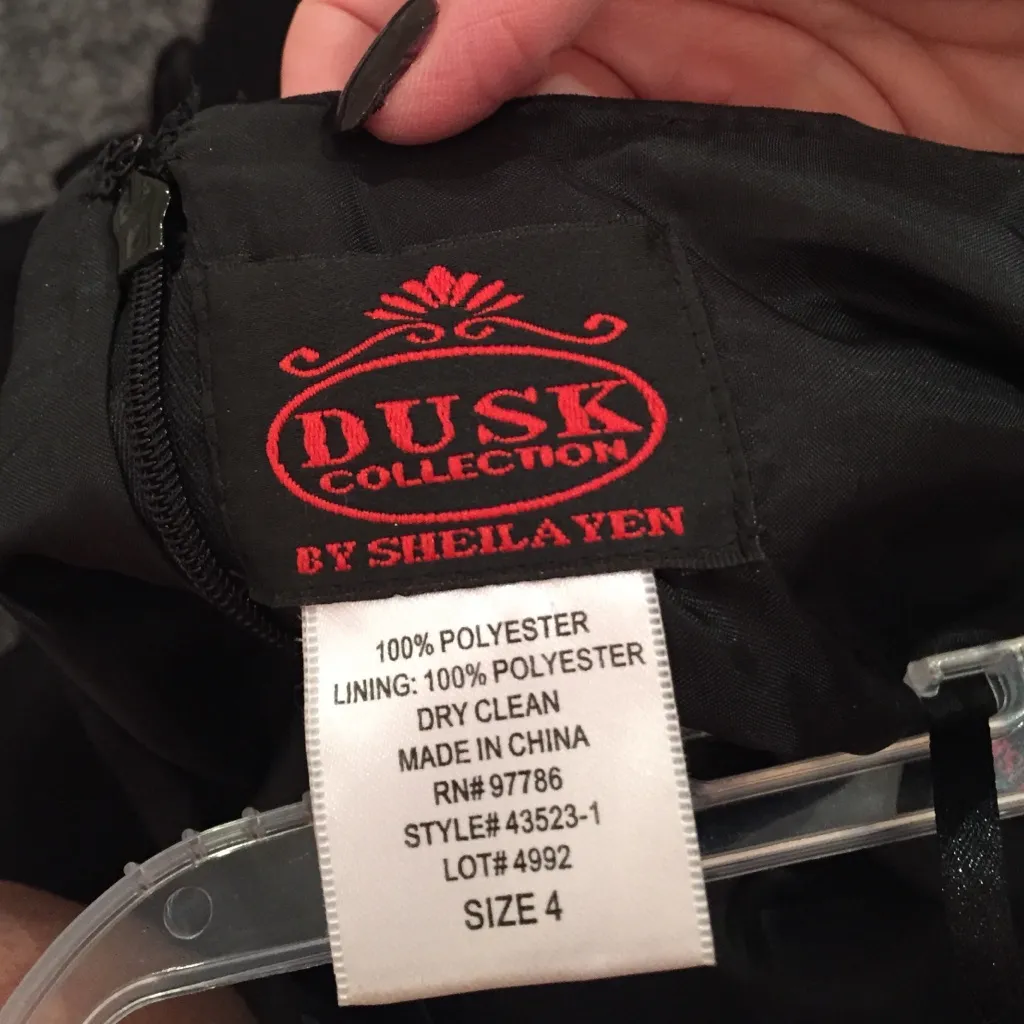 DUSK
COLLECTION
BY SHEILA YEN
100% POLYESTER
LINING: 100% POLYESTER
DRY CLEAN
MADE IN CHINA
RN# 97786
STYLE# 43523-1
LOT# 4992
SIZE 4